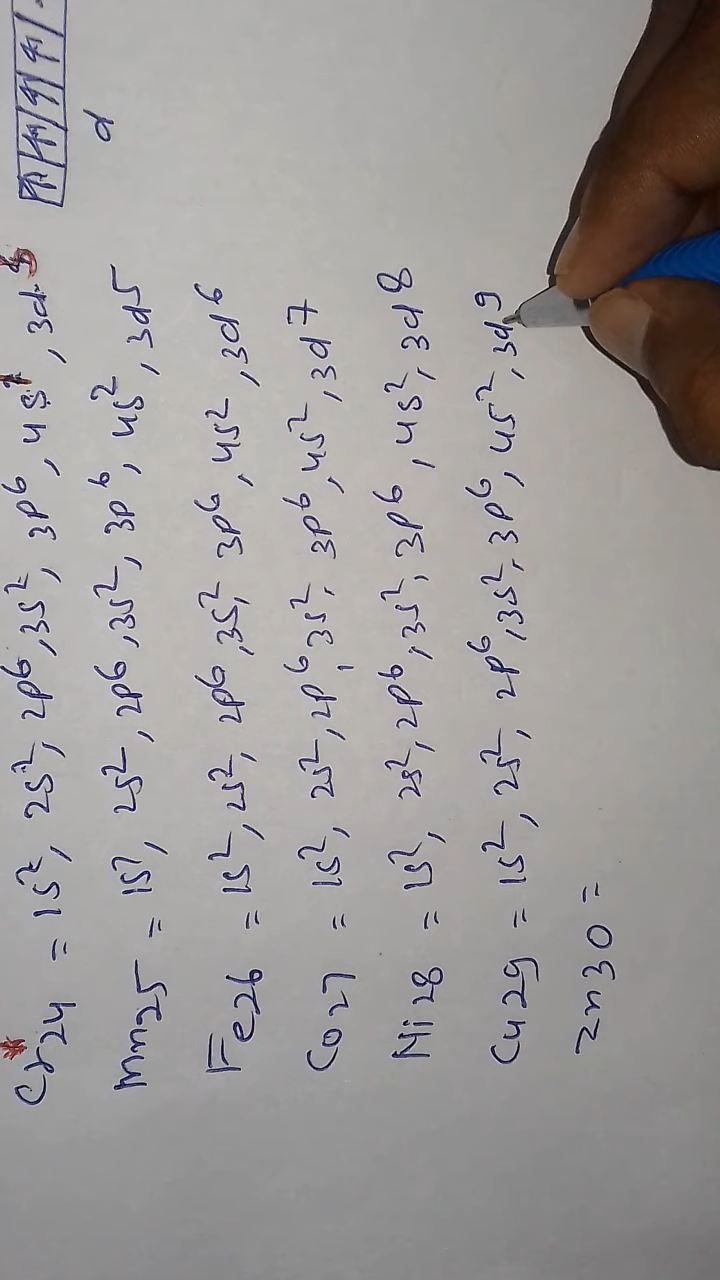 Cr24 = 1s², 2s², 2p⁶, 3s², 3p⁶, 4s¹, 3d⁵
d
Mn25 = 1s², 2s², 2p⁶, 3s², 3p⁶, 4s², 3d5
Fe26 = 1s², 2s², 2p⁶, 3s², 3p⁶, 4s², 3d⁶
Co27 = 1s², 2s², 2p⁶, 3s², 3p⁶, 4s², 3d7
Ni28 = 1s², 2s², 2p⁶, 3s², 3p⁶, 4s², 3d8
Cu29 = 1s², 2s², 2p⁶, 3s², 3p⁶, 4s², 3d9
Zn30 =